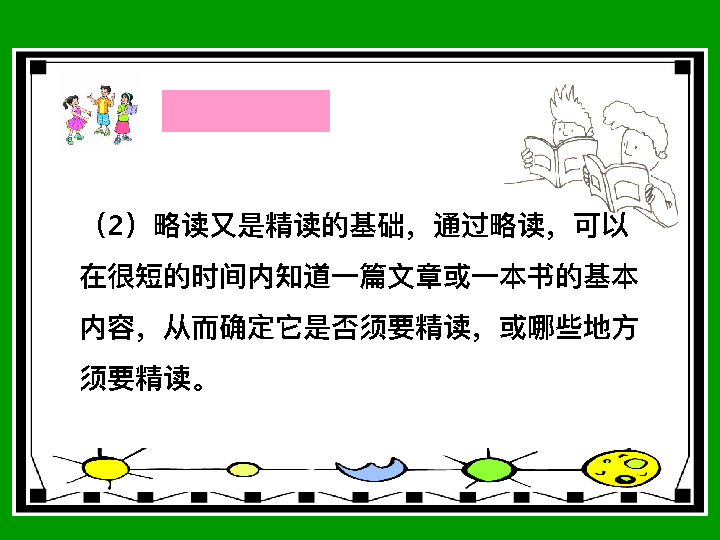 （2）略读又是精读的基础，通过略读，可以
在很短的时间内知道一篇文章或一本书的基本
内容，从而确定它是否须要精读，或哪些地方
须要精读。